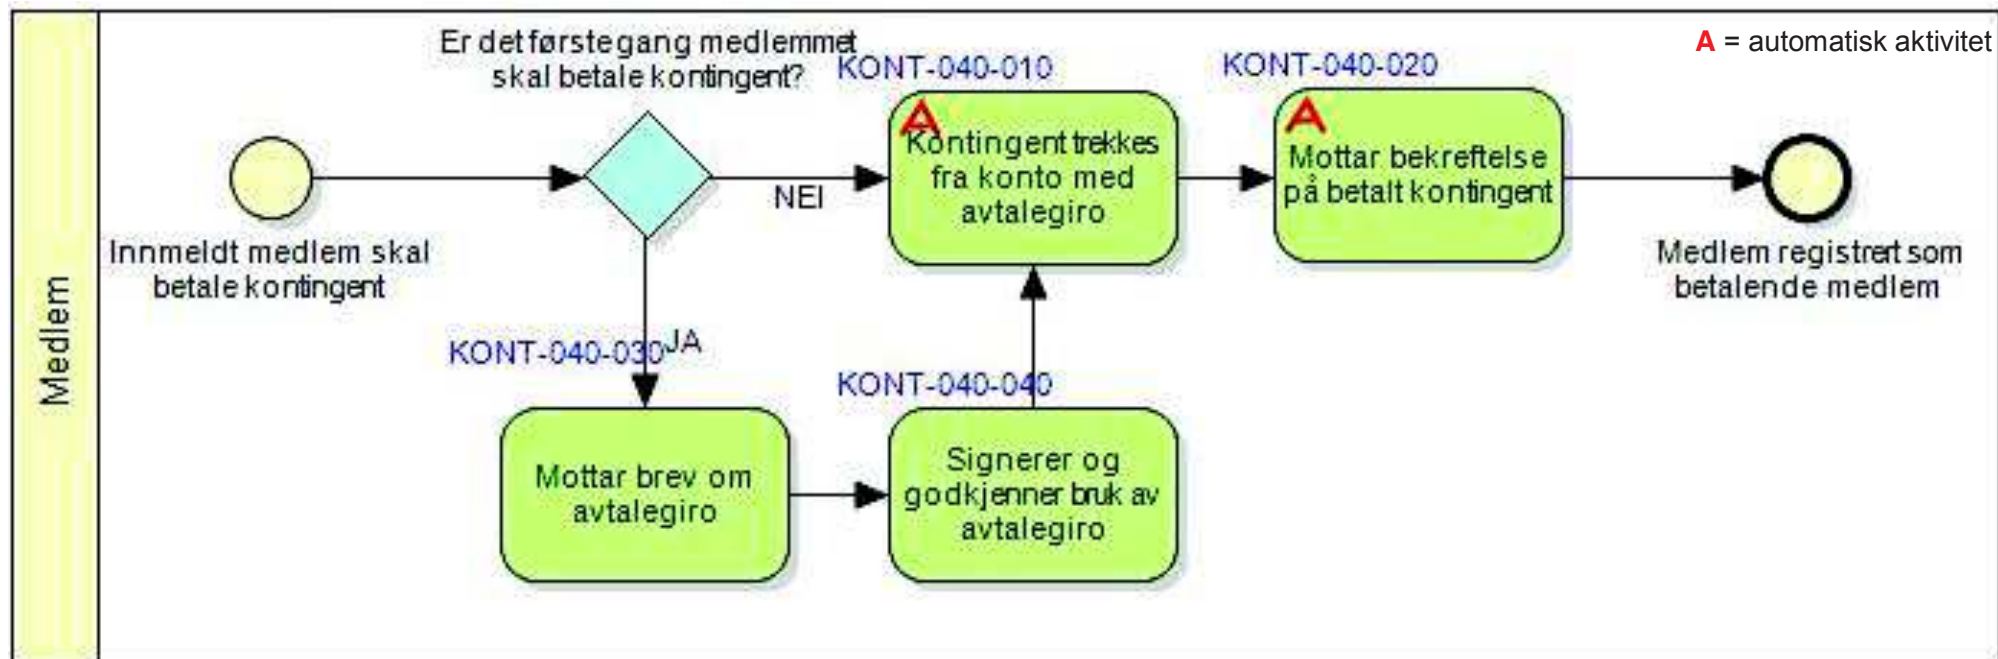 Medlem
Er det første gang medlemmet
skal betale kontingent?
A = automatisk aktivitet
Innmeldt medlem skal
betale kontingent
NEI
JA
KONT-040-010
A
Kontingent trekkes
fra konto med
avtalegiro
KONT-040-020
A
Mottar bekreftelse
på betalt kontingent
Medlem registrert som
betalende medlem
KONT-040-030
Mottar brev om
avtalegiro
KONT-040-040
Signerer og
godkjenner bruk av
avtalegiro